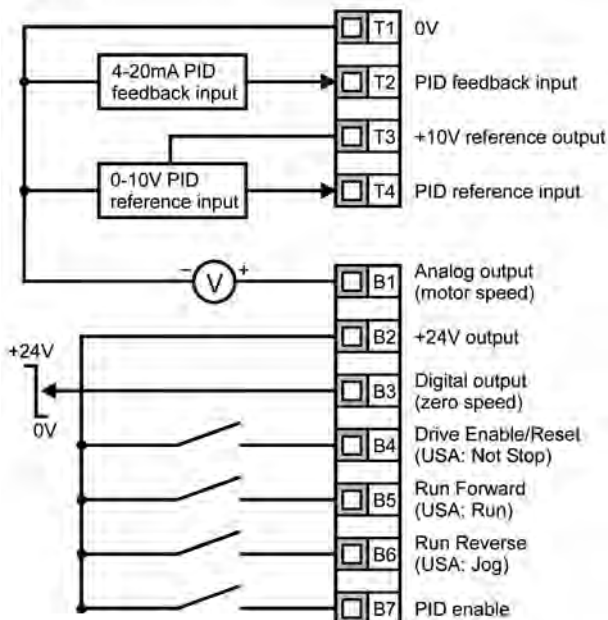 T1 0V
4-20mA PID
feedback input
T2 PID feedback input
T3 +10V reference output
0-10V PID
reference input
T4 PID reference input
− V +
B1 Analog output
(motor speed)
B2 +24V output
+24V
0V
B3 Digital output
(zero speed)
B4 Drive Enable/Reset
(USA: Not Stop)
B5 Run Forward
(USA: Run)
B6 Run Reverse
(USA: Jog)
B7 PID enable